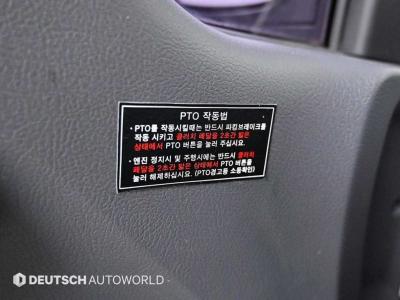 PTO 작동법
· PTO를 작동시킬때는 반드시 파킹브레이크를
작동 시키고 클러치 페달을 2초간 밟은
상태에서 PTO 버튼을 눌러 주십시요.
· 엔진 정지시 및 주행시에는 반드시 클러치
페달을 2초간 밟은 상태에서 PTO 버튼을
눌러 해제하십시요. (PTO경고용 소등확인)
DEUTSCH AUTOWORLD